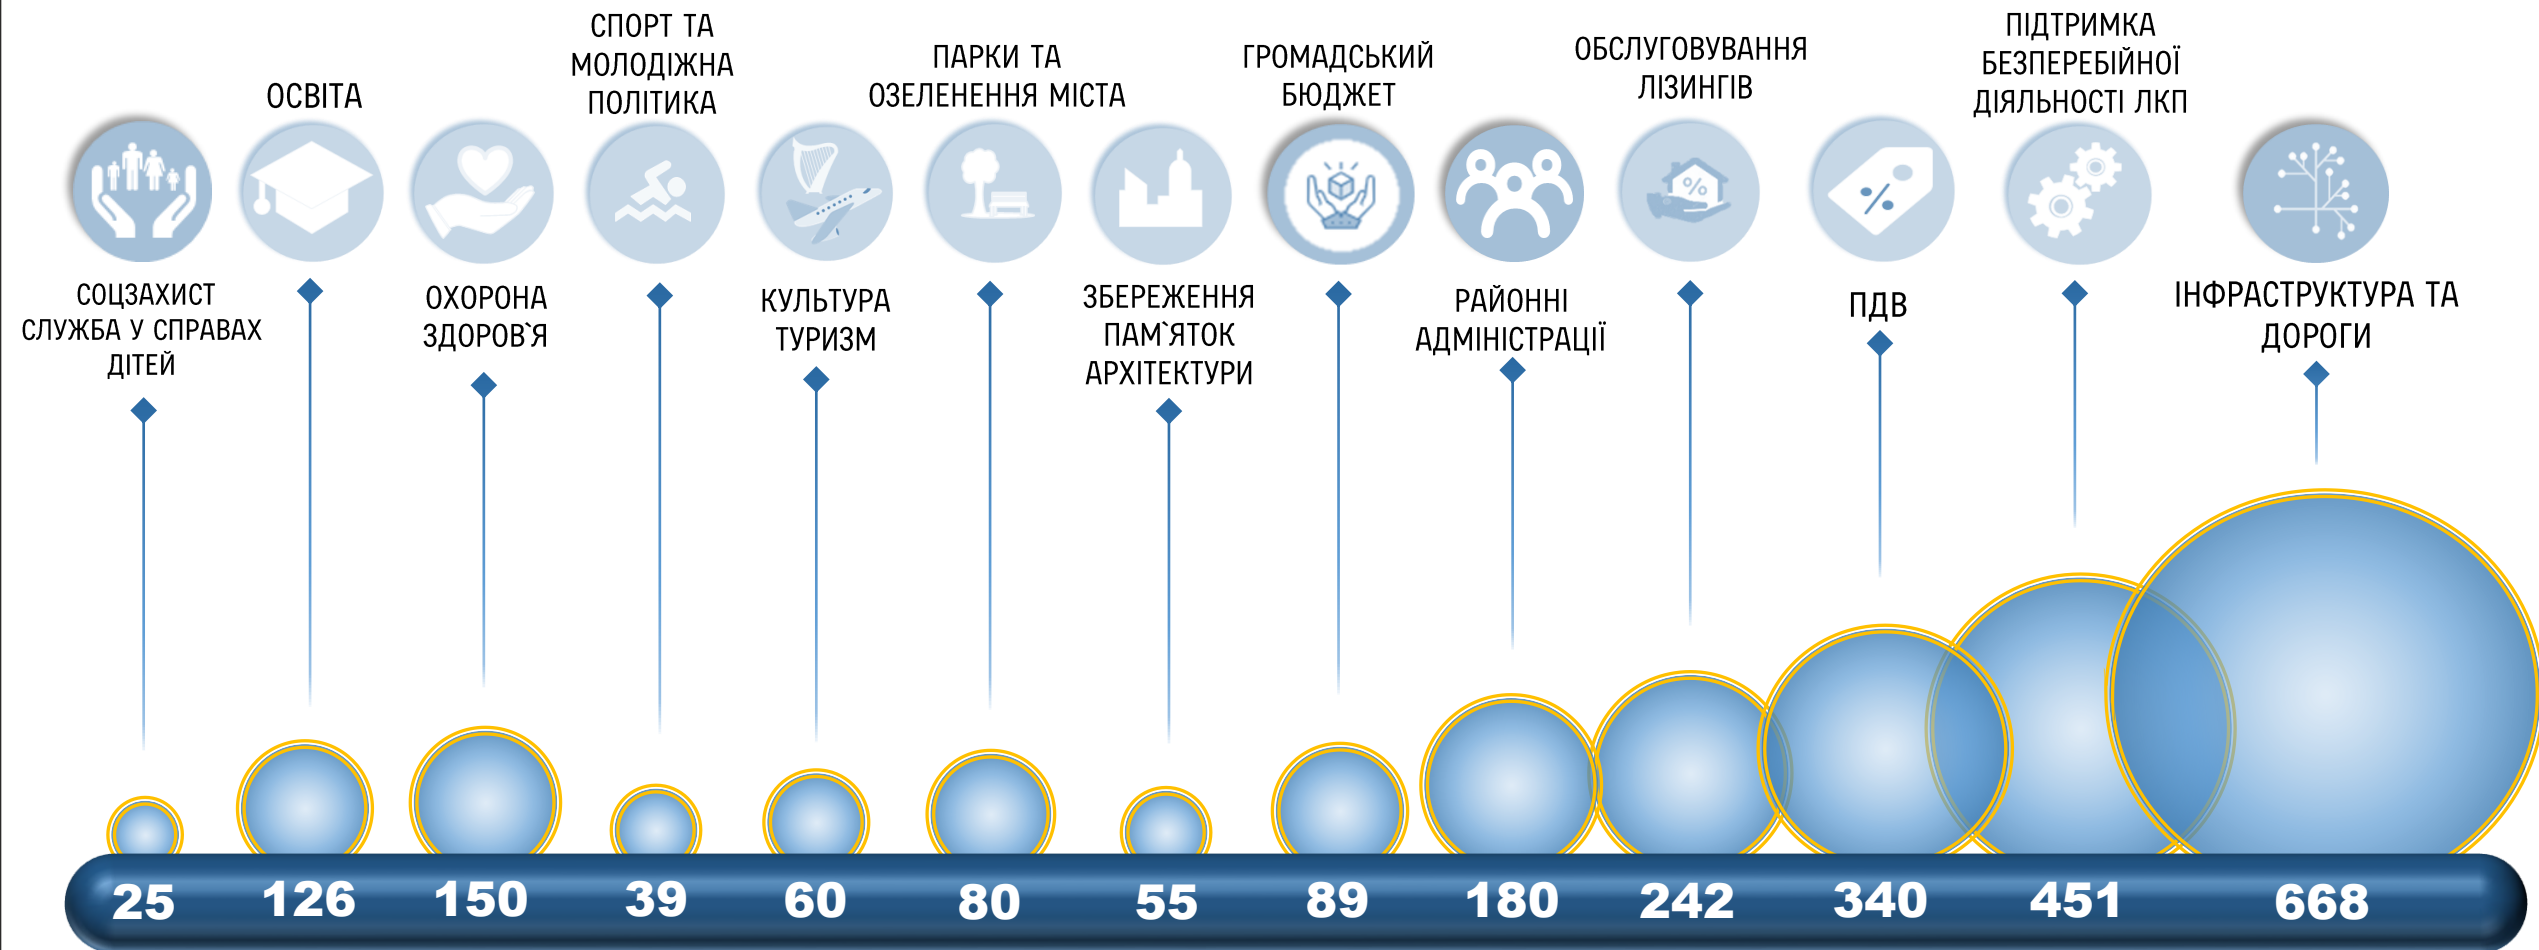 СОЦЗАХИСТ
СЛУЖБА У СПРАВАХ
ДІТЕЙ
ОСВІТА
ОХОРОНА
ЗДОРОВ`Я
СПОРТ ТА
МОЛОДІЖНА
ПОЛІТИКА
КУЛЬТУРА
ТУРИЗМ
ПАРКИ ТА
ОЗЕЛЕНЕННЯ МІСТА
ЗБЕРЕЖЕННЯ
ПАМ`ЯТОК
АРХІТЕКТУРИ
ГРОМАДСЬКИЙ
БЮДЖЕТ
РАЙОННІ
АДМІНІСТРАЦІЇ
ОБСЛУГОВУВАННЯ
ЛІЗИНГІВ
%
ПДВ
%
ПІДТРИМКА
БЕЗПЕРЕБІЙНОЇ
ДІЯЛЬНОСТІ ЛКП
ІНФРАСТРУКТУРА ТА
ДОРОГИ
25 126 150 39 60 80 55 89 180 242 340 451 668